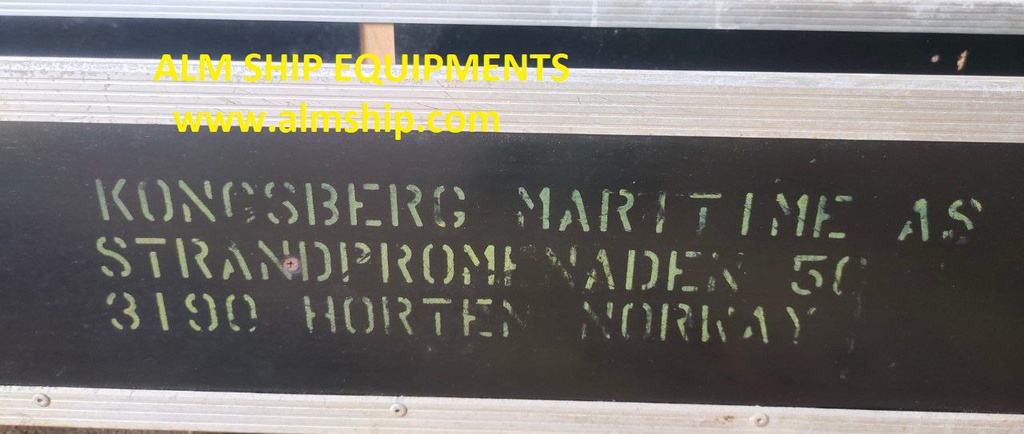 ALM SHIP EQUIPMENTS
www.almship.com
KONGSBERG MARITIME AS
STRANDPROMENADEN 50
3190 HORTEN NORWAY